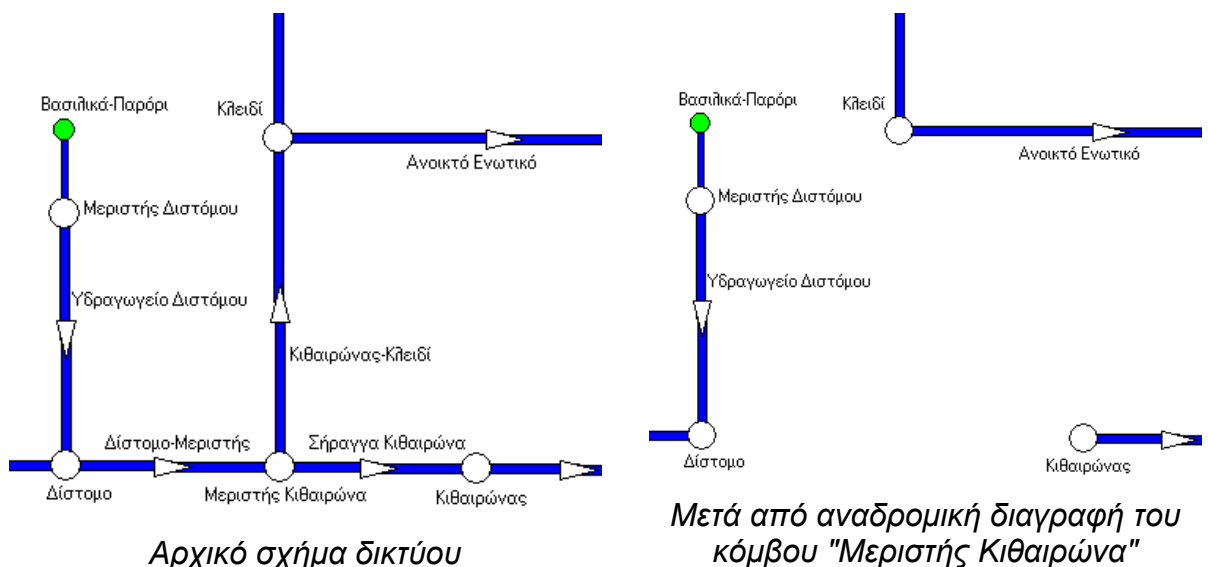 Βασιλικά-Παρόρι
Κλειδί
Ανοικτό Ενωτικό
Μεριστής Διστόμου
Υδραγωγείο Διστόμου
Κιθαιρώνας-Κλειδί
Δίστομο-Μεριστής
Σήραγγα Κιθαιρώνα
Δίστομο
Μεριστής Κιθαιρώνα
Κιθαιρώνας
Αρχικό σχήμα δικτύου
Βασιλικά-Παρόρι
Κλειδί
Ανοικτό Ενωτικό
Μεριστής Διστόμου
Υδραγωγείο Διστόμου
Δίστομο
Κιθαιρώνας
Μετά από αναδρομική διαγραφή του
κόμβου "Μεριστής Κιθαιρώνα"